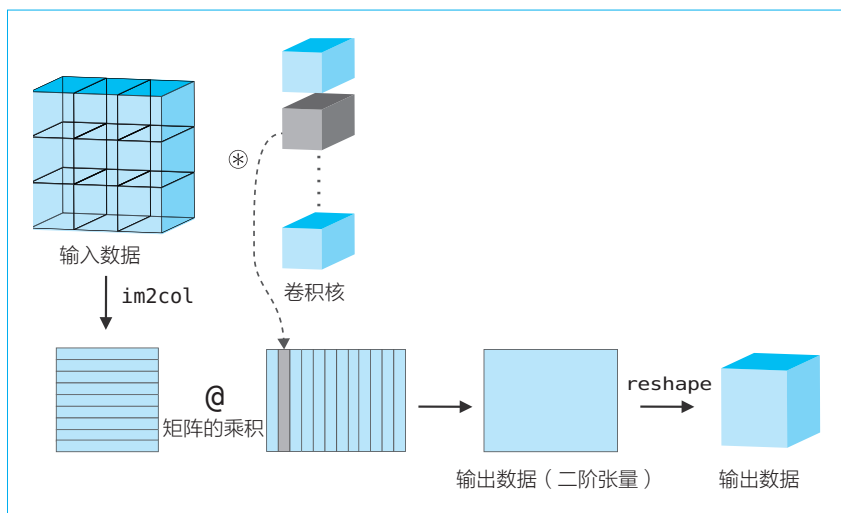 ⊛
输入数据
卷积核
im2col
@
矩阵的乘积
reshape
输出数据（二阶张量）
输出数据